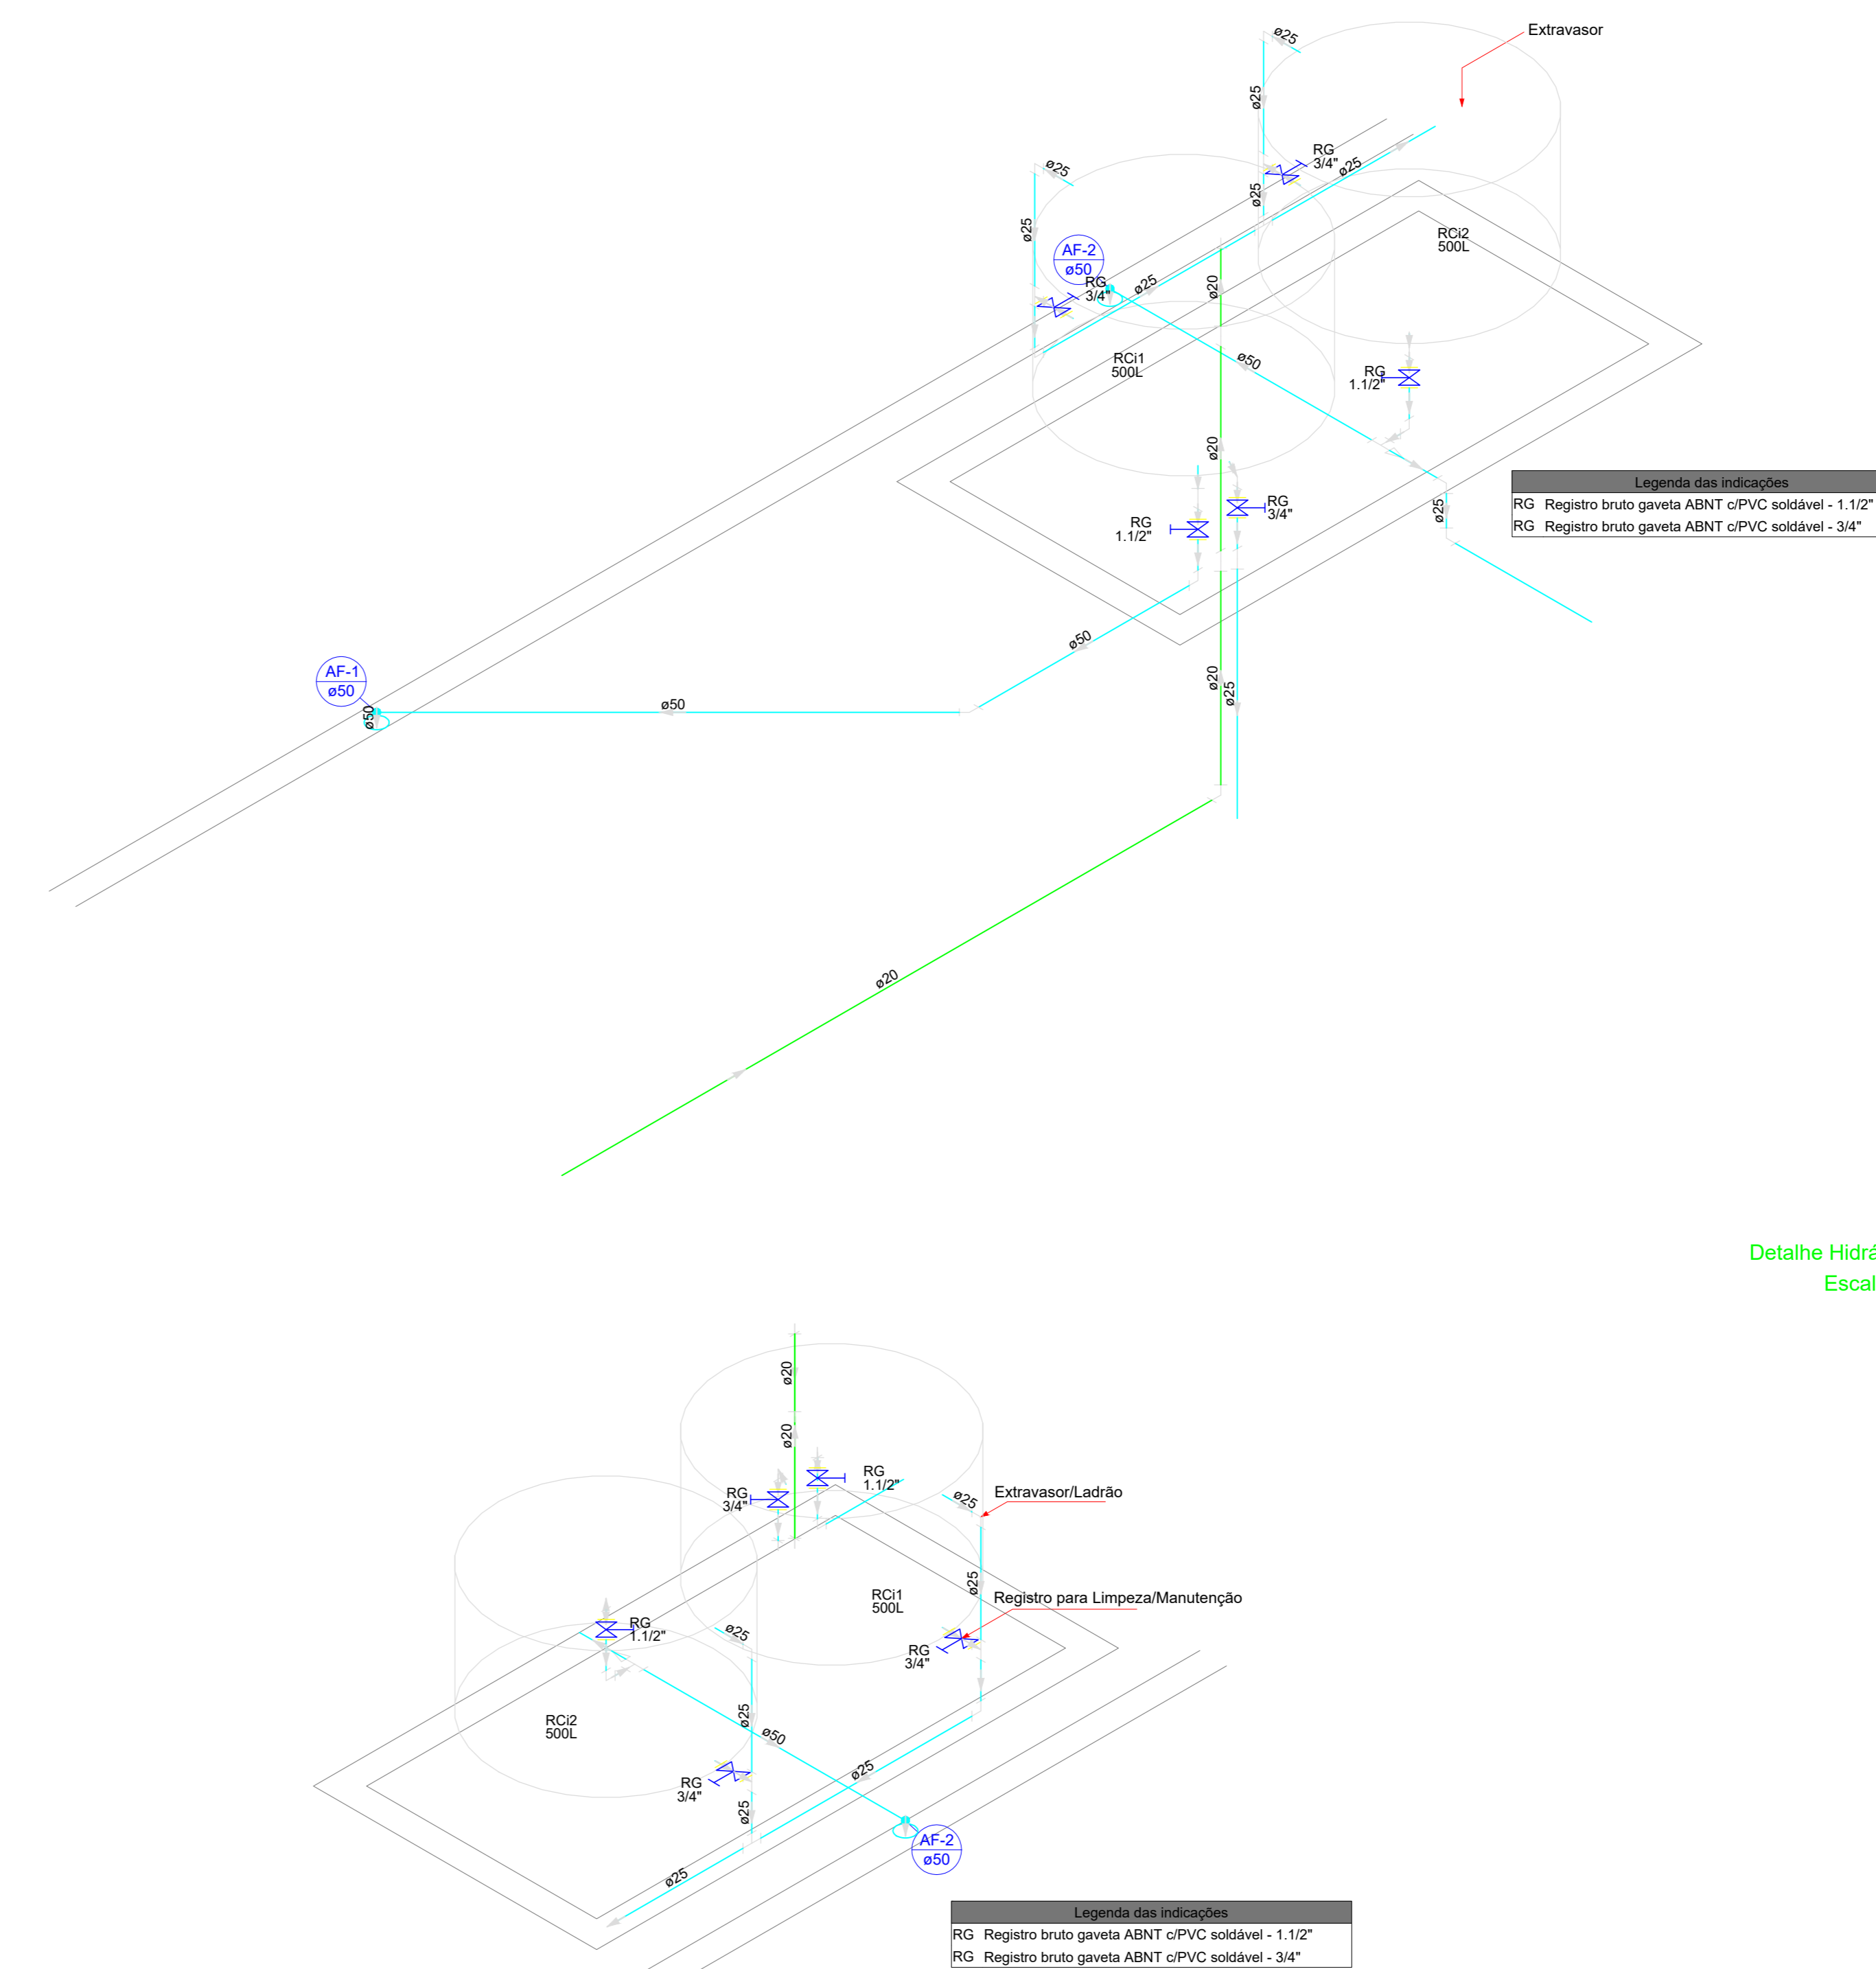 Extravasor
ø25
ø25
RG
3/4"
ø25
ø25
ø25
ø25
AF-2
ø50
RG
3/4"
ø25
ø20
RCi2
500L
RCi1
500L
ø50
RG
1.1/2"
ø20
Legenda das indicações
RG Registro bruto gaveta ABNT c/PVC soldável - 1.1/2"
RG Registro bruto gaveta ABNT c/PVC soldável - 3/4"
ø25
RG
3/4"
RG
1.1/2"
ø50
AF-1
ø50
ø50
ø50
ø20
ø25
ø20
Detalhe Hidrá
Escal
ø20
ø20
RG
1.1/2"
RG
3/4"
ø25
Extravasor/Ladrão
ø25
RCi1
500L
Registro para Limpeza/Manutenção
RG
1.1/2"
ø25
RG
3/4"
RCi2
500L
ø25
ø50
ø25
RG
3/4"
ø25
AF-2
ø50
ø25
Legenda das indicações
RG Registro bruto gaveta ABNT c/PVC soldável - 1.1/2"
RG Registro bruto gaveta ABNT c/PVC soldável - 3/4"